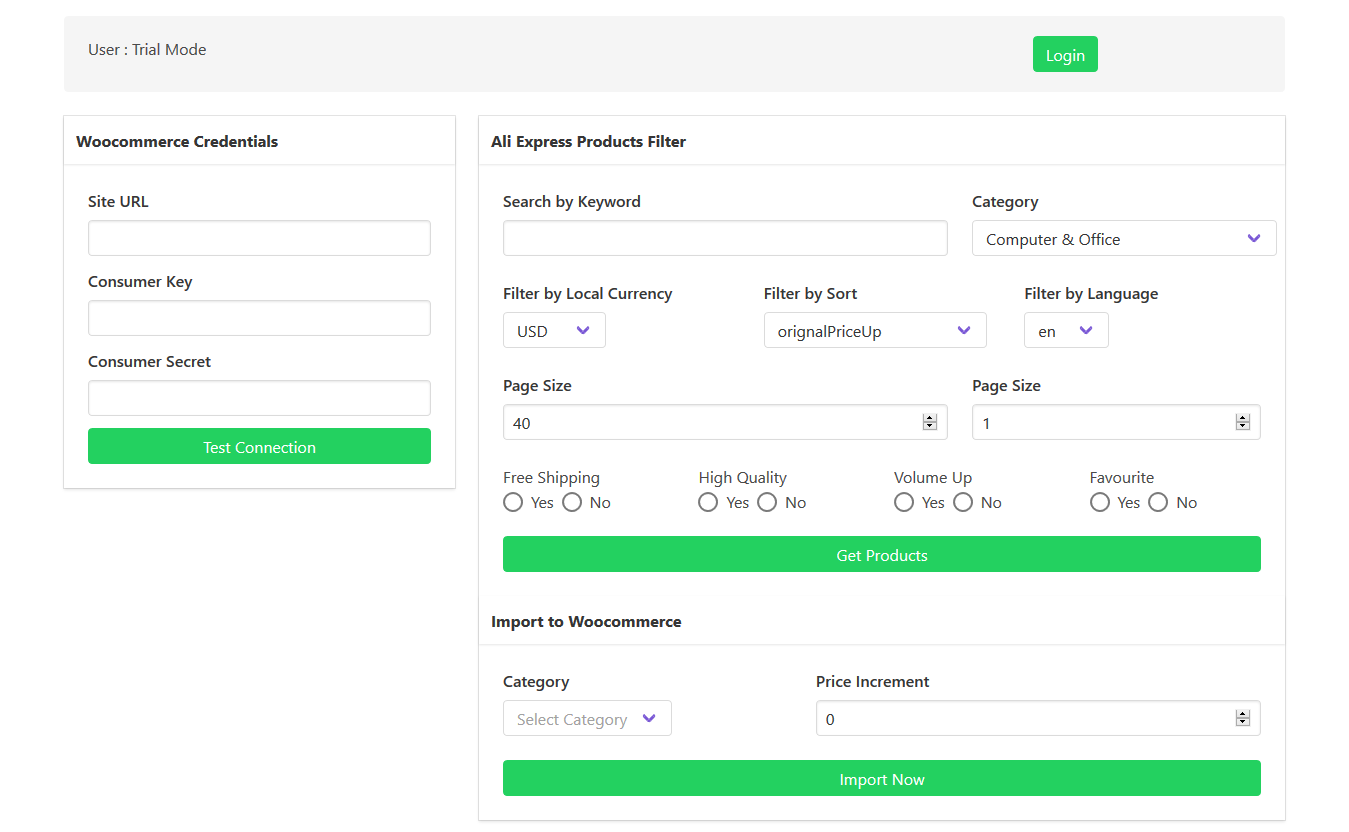 User : Trial Mode
Login
Woocommerce Credentials
Site URL
Consumer Key
Consumer Secret
Test Connection
Ali Express Products Filter
Search by Keyword
Category
Computer & Office
Filter by Local Currency
Filter by Sort
Filter by Language
USD
orignalPriceUp
en
Page Size
Page Size
40
1
Free Shipping
High Quality
Volume Up
Favourite
Yes No
Yes No
Yes No
Yes No
Get Products
Import to Woocommerce
Category
Price Increment
Select Category
0
Import Now